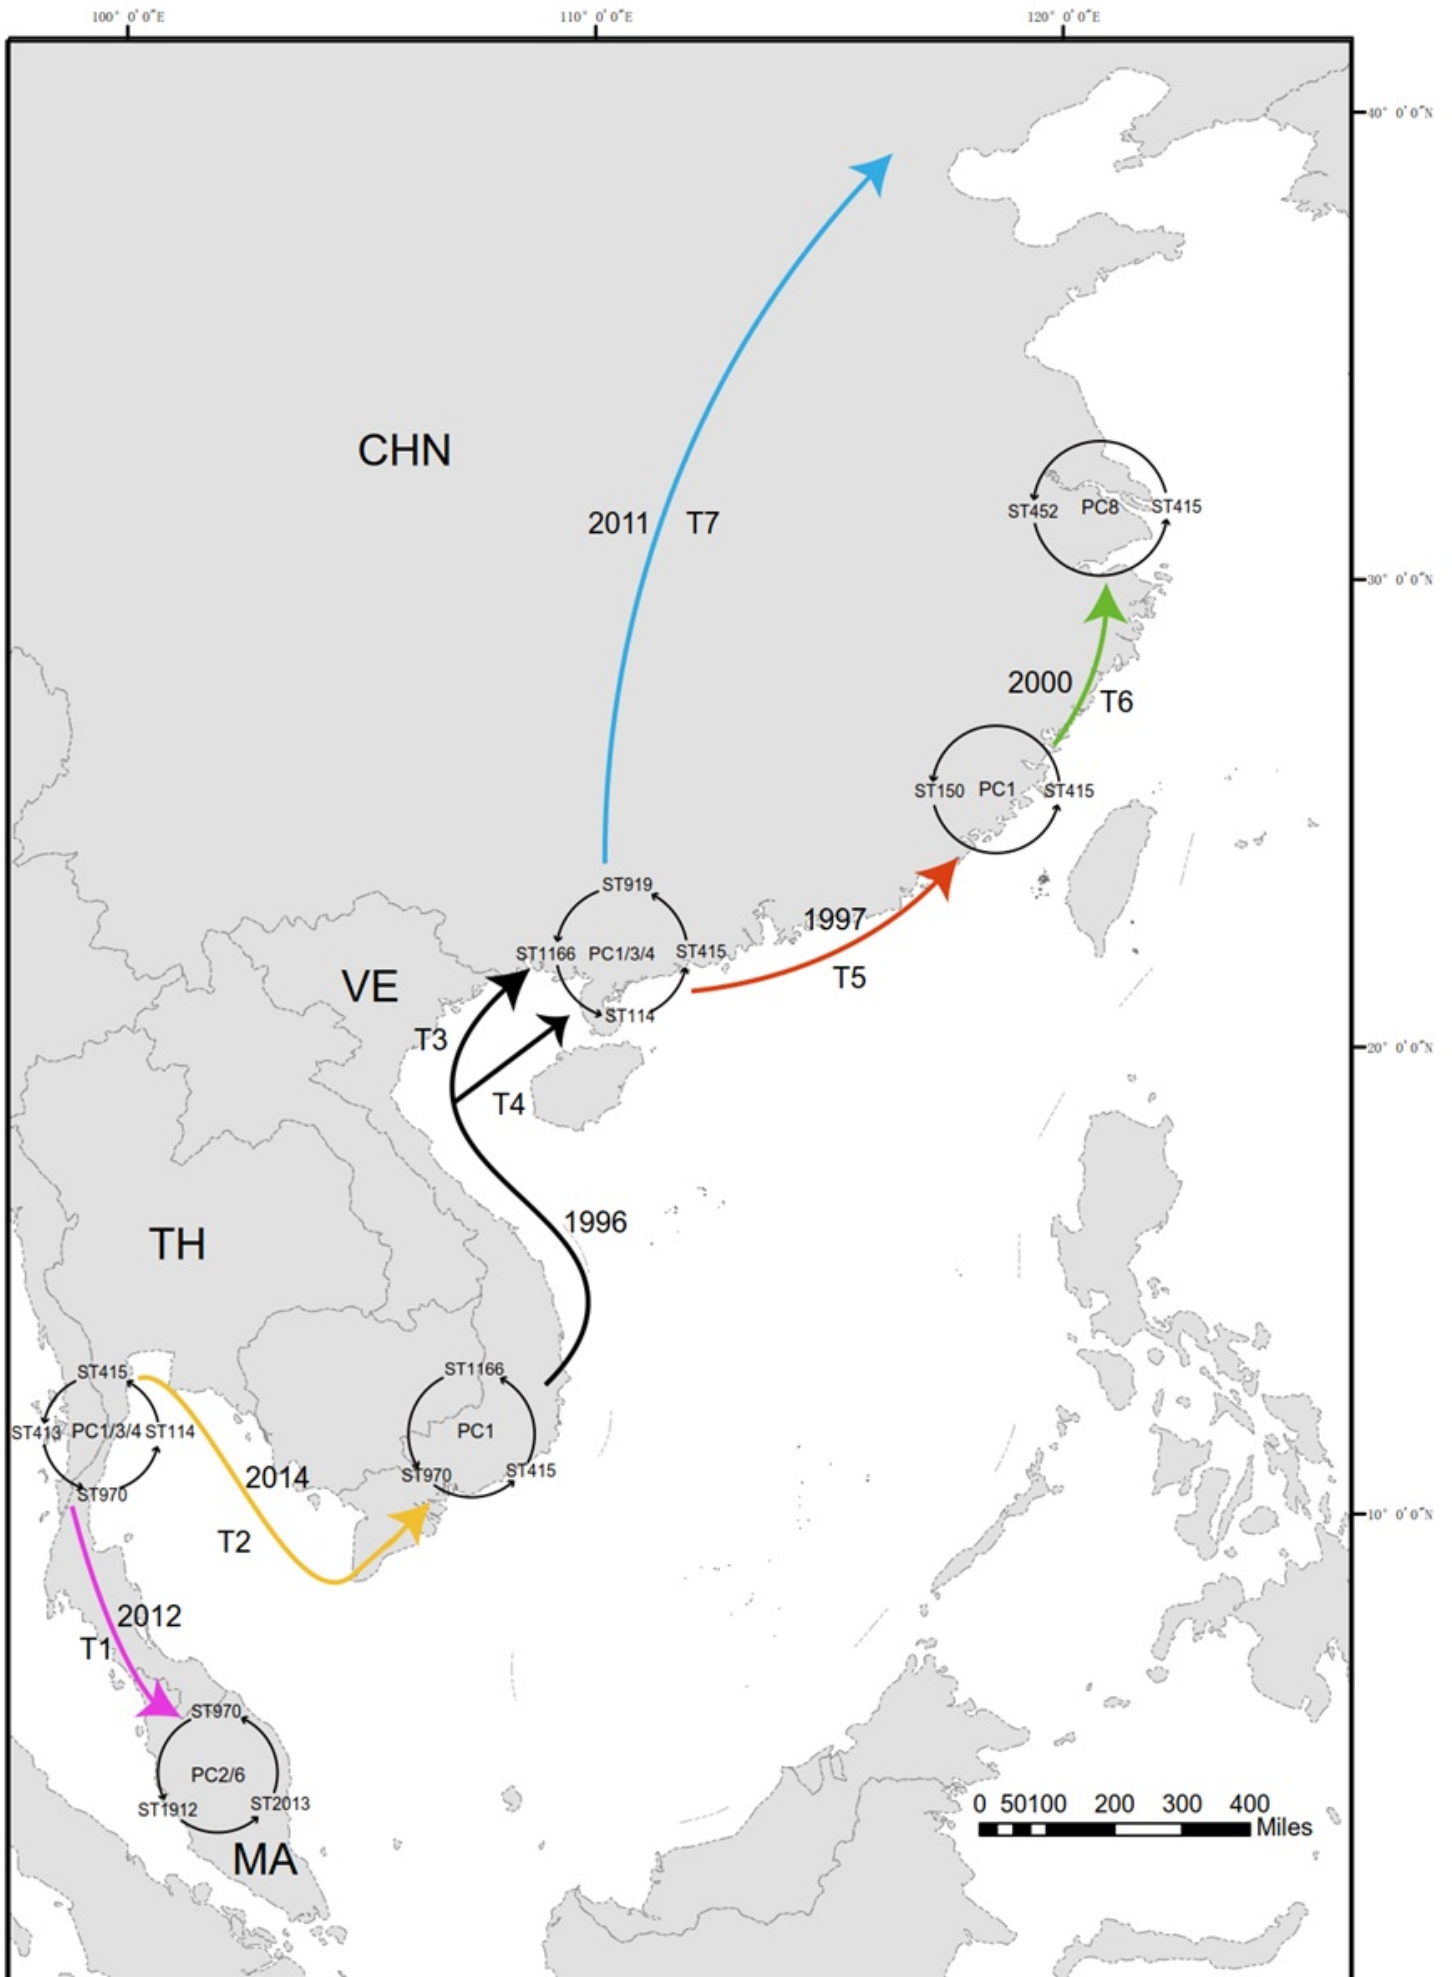 100° 0'0"E
110° 0'0"E
120° 0'0"E
40° 0'0"N
CHN
2011
T7
ST452
PC8
ST415
30° 0'0"N
2000
T6
ST150
PC1
ST415
ST919
1997
ST1166
PC1/3/4
ST415
VE
T5
ST114
T3
20° 0'0"N
T4
1996
TH
ST1166
ST415
ST413
PC1/3/4
ST114
PC1
2014
ST970
ST415
ST970
10° 0'0"N
T2
2012
T1
ST970
PC2/6
ST1912
ST2013
0 50100 200 300 400
Miles
MA